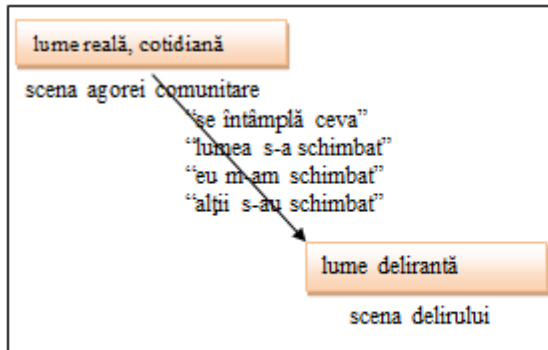 lume reală, cotidiană
scena agorei comunitare
“se întâmplă ceva”
“lumea s-a schimbat”
“eu m-am schimbat”
“alţii s-au schimbat”
lume delirantă
scena delirului